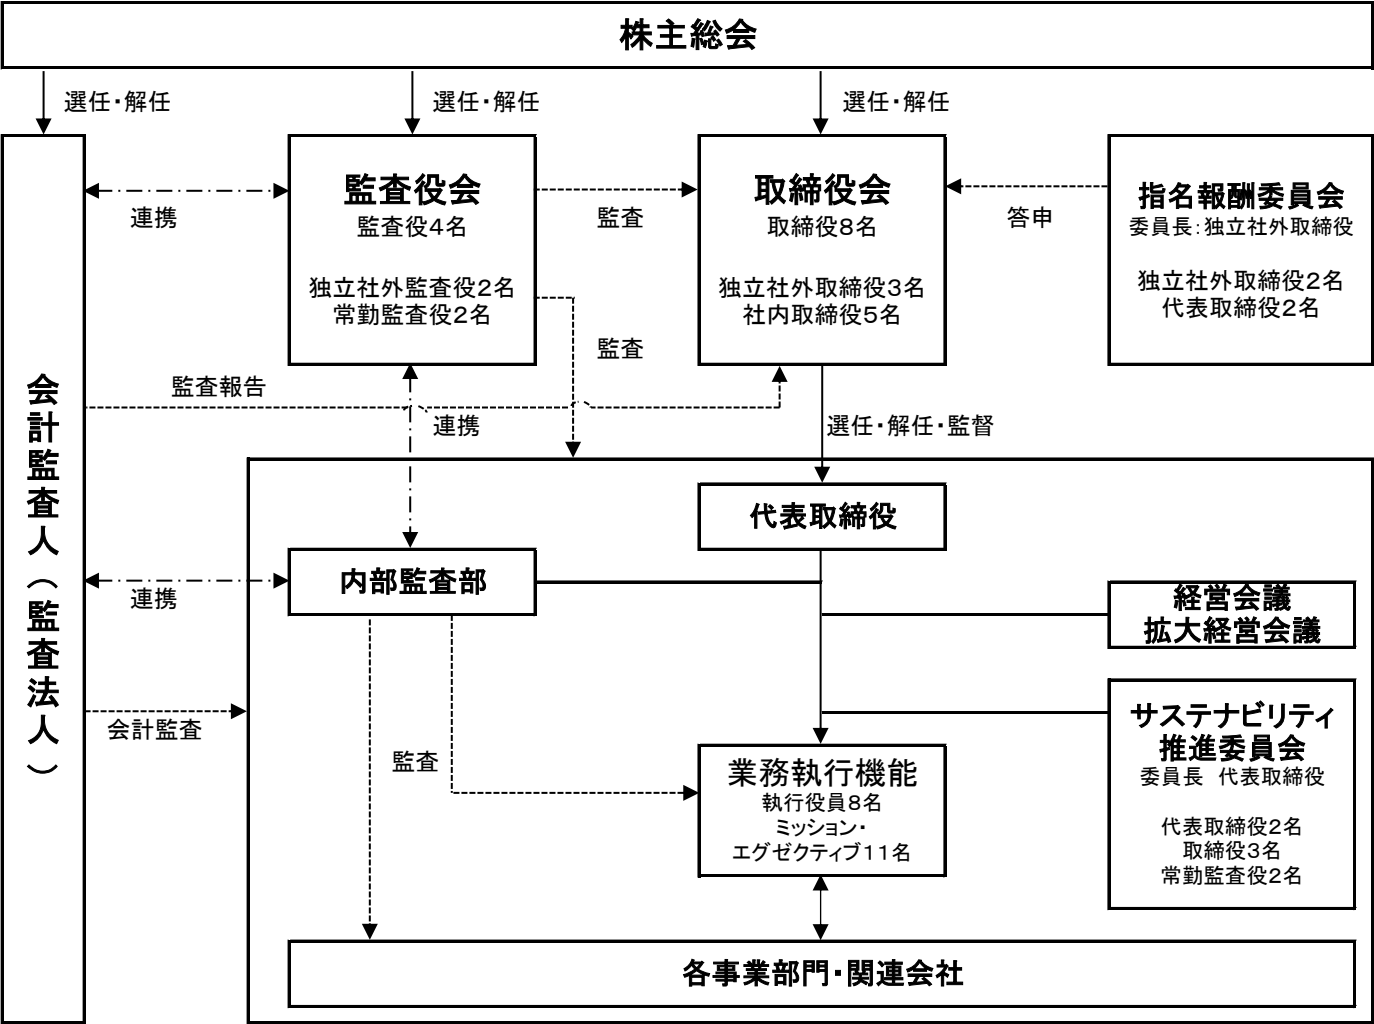 株主総会
選任・解任
選任・解任
選任・解任
監査役会
監査役4名
独立社外監査役2名
常勤監査役2名
取締役会
取締役8名
独立社外取締役3名
社内取締役5名
指名報酬委員会
委員長：独立社外取締役
独立社外取締役2名
代表取締役2名
連携
監査
答申
監査
監査報告
連携
選任・解任・監督
会計監査人（監査法人）
代表取締役
内部監査部
連携
経営会議
拡大経営会議
サステナビリティ
推進委員会
委員長　代表取締役
代表取締役2名
取締役3名
常勤監査役2名
会計監査
監査
業務執行機能
執行役員8名
ミッション・
エグゼクティブ11名
各事業部門・関連会社